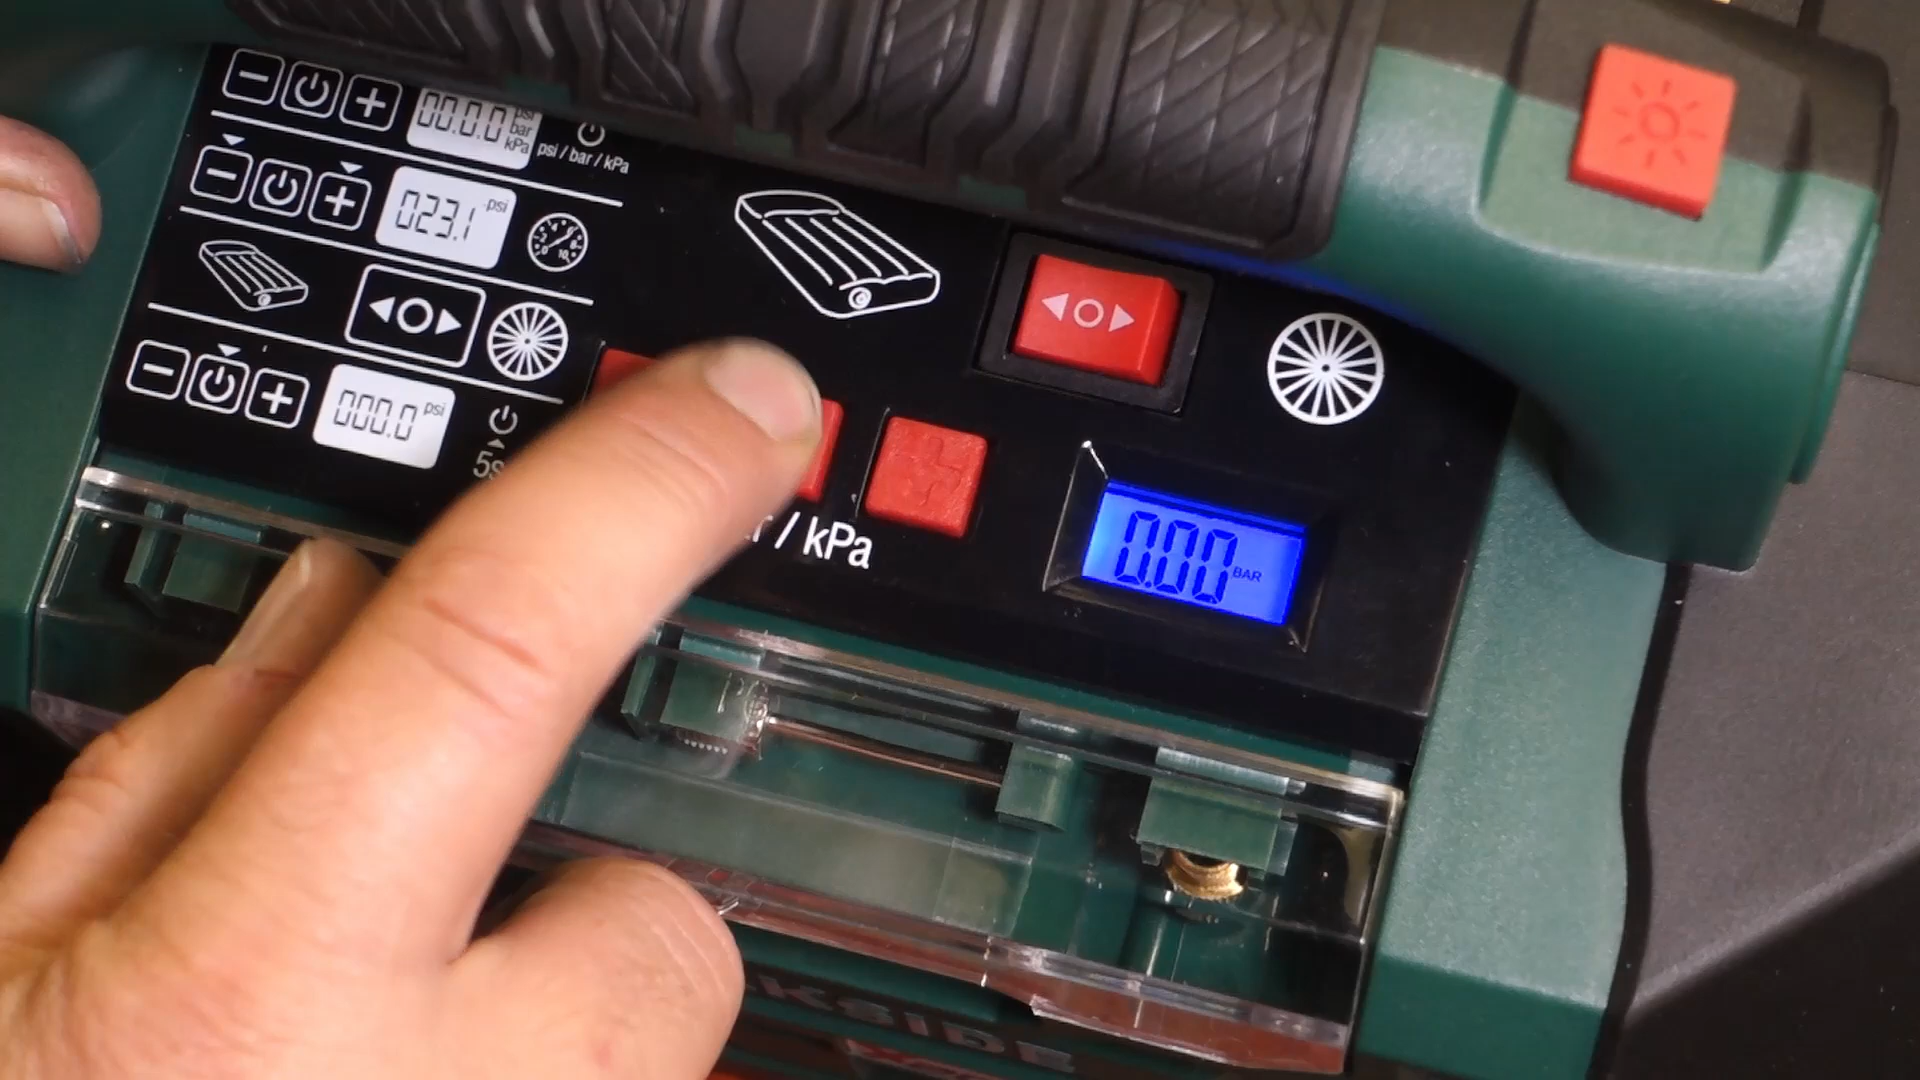 00.0.0 psi bar kPa
psi / bar / kPa
023.1 psi
000.0 psi
5s
/ kPa
0.00 BAR
KSIDE